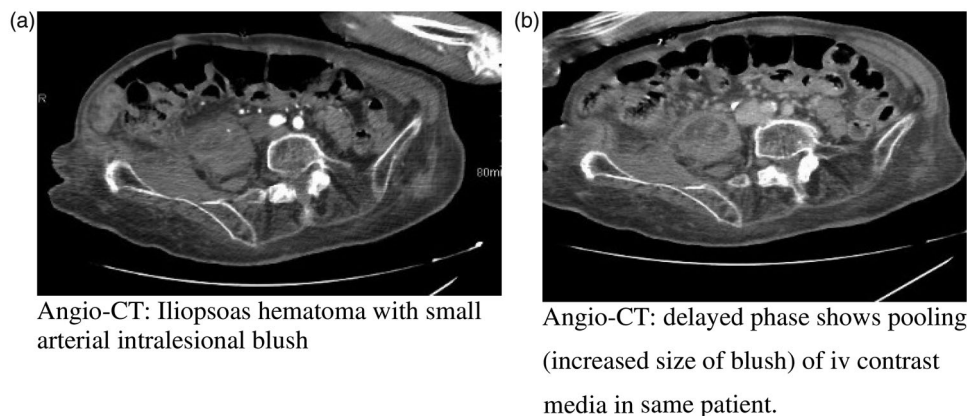 (a)
R
80mi
Angio-CT: Iliopsoas hematoma with small
arterial intralesional blush
(b)
Angio-CT: delayed phase shows pooling
(increased size of blush) of iv contrast
media in same patient.